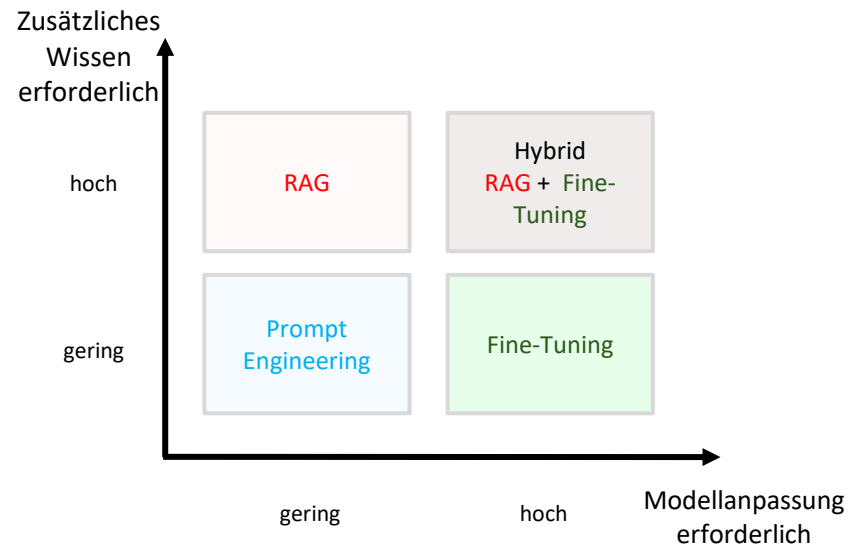 Zusätzliches
Wissen
erforderlich
hoch
RAG
Hybrid
RAG + Fine-
Tuning
gering
Prompt
Engineering
Fine-Tuning
gering
hoch
Modellanpassung
erforderlich